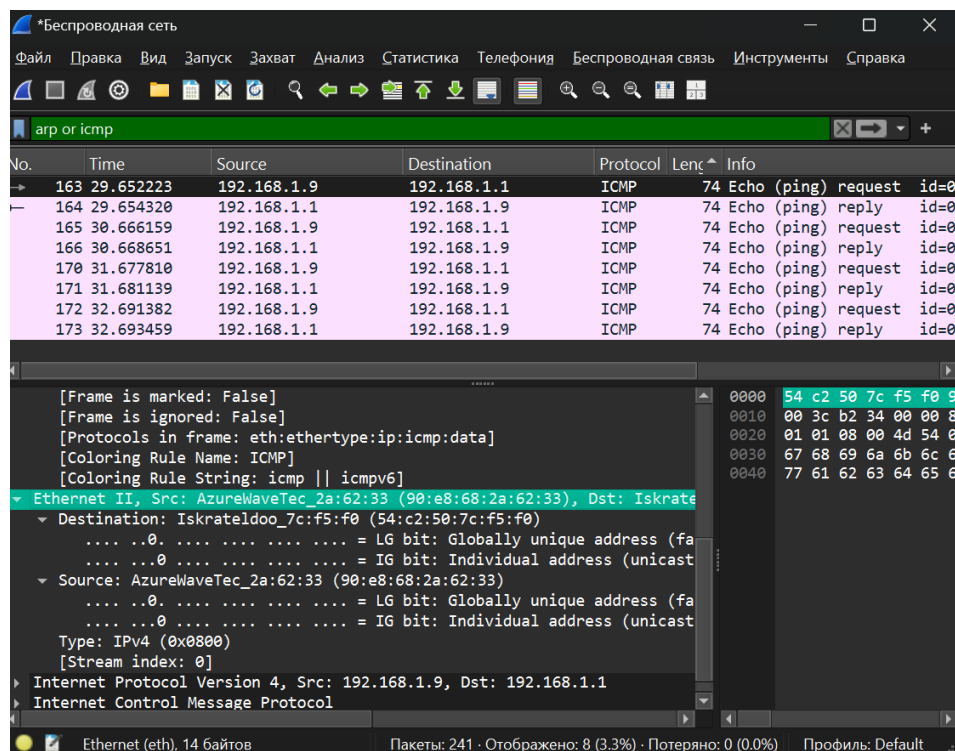 *Беспроводная сеть
Файл Правка Вид Запуск Захват Анализ Статистика Телефония Беспроводная связь Инструменты Справка
arp or icmp
No. Time Source Destination Protocol Leng Info
163 29.652223 192.168.1.9 192.168.1.1 ICMP 74 Echo (ping) request id=0
164 29.654320 192.168.1.1 192.168.1.9 ICMP 74 Echo (ping) reply id=0
165 30.666159 192.168.1.9 192.168.1.1 ICMP 74 Echo (ping) request id=0
166 30.668651 192.168.1.1 192.168.1.9 ICMP 74 Echo (ping) reply id=0
170 31.677810 192.168.1.9 192.168.1.1 ICMP 74 Echo (ping) request id=0
171 31.681139 192.168.1.1 192.168.1.9 ICMP 74 Echo (ping) reply id=0
172 32.691382 192.168.1.9 192.168.1.1 ICMP 74 Echo (ping) request id=0
173 32.693459 192.168.1.1 192.168.1.9 ICMP 74 Echo (ping) reply id=0
[Frame is marked: False]
[Frame is ignored: False]
[Protocols in frame: eth:ethertype:ip:icmp:data]
[Coloring Rule Name: ICMP]
[Coloring Rule String: icmp || icmpv6]
Ethernet II, Src: AzureWaveTec_2a:62:33 (90:e8:68:2a:62:33), Dst: Iskrate
Destination: Iskrateldoo_7c:f5:f0 (54:c2:50:7c:f5:f0)
.... ..0. .... .... .... .... = LG bit: Globally unique address (fa
.... ...0 .... .... .... .... = IG bit: Individual address (unicast
Source: AzureWaveTec_2a:62:33 (90:e8:68:2a:62:33)
.... ..0. .... .... .... .... = LG bit: Globally unique address (fa
.... ...0 .... .... .... .... = IG bit: Individual address (unicast
Type: IPv4 (0x0800)
[Stream index: 0]
Internet Protocol Version 4, Src: 192.168.1.9, Dst: 192.168.1.1
Internet Control Message Protocol
0000 54 c2 50 7c f5 f0 9
0010 00 3c b2 34 00 00 8
0020 01 01 08 00 4d 54 0
0030 67 68 69 6a 6b 6c 6
0040 77 61 62 63 64 65 6
Ethernet (eth), 14 байтов Пакеты: 241 · Отображено: 8 (3.3%) · Потеряно: 0 (0.0%) Профиль: Default